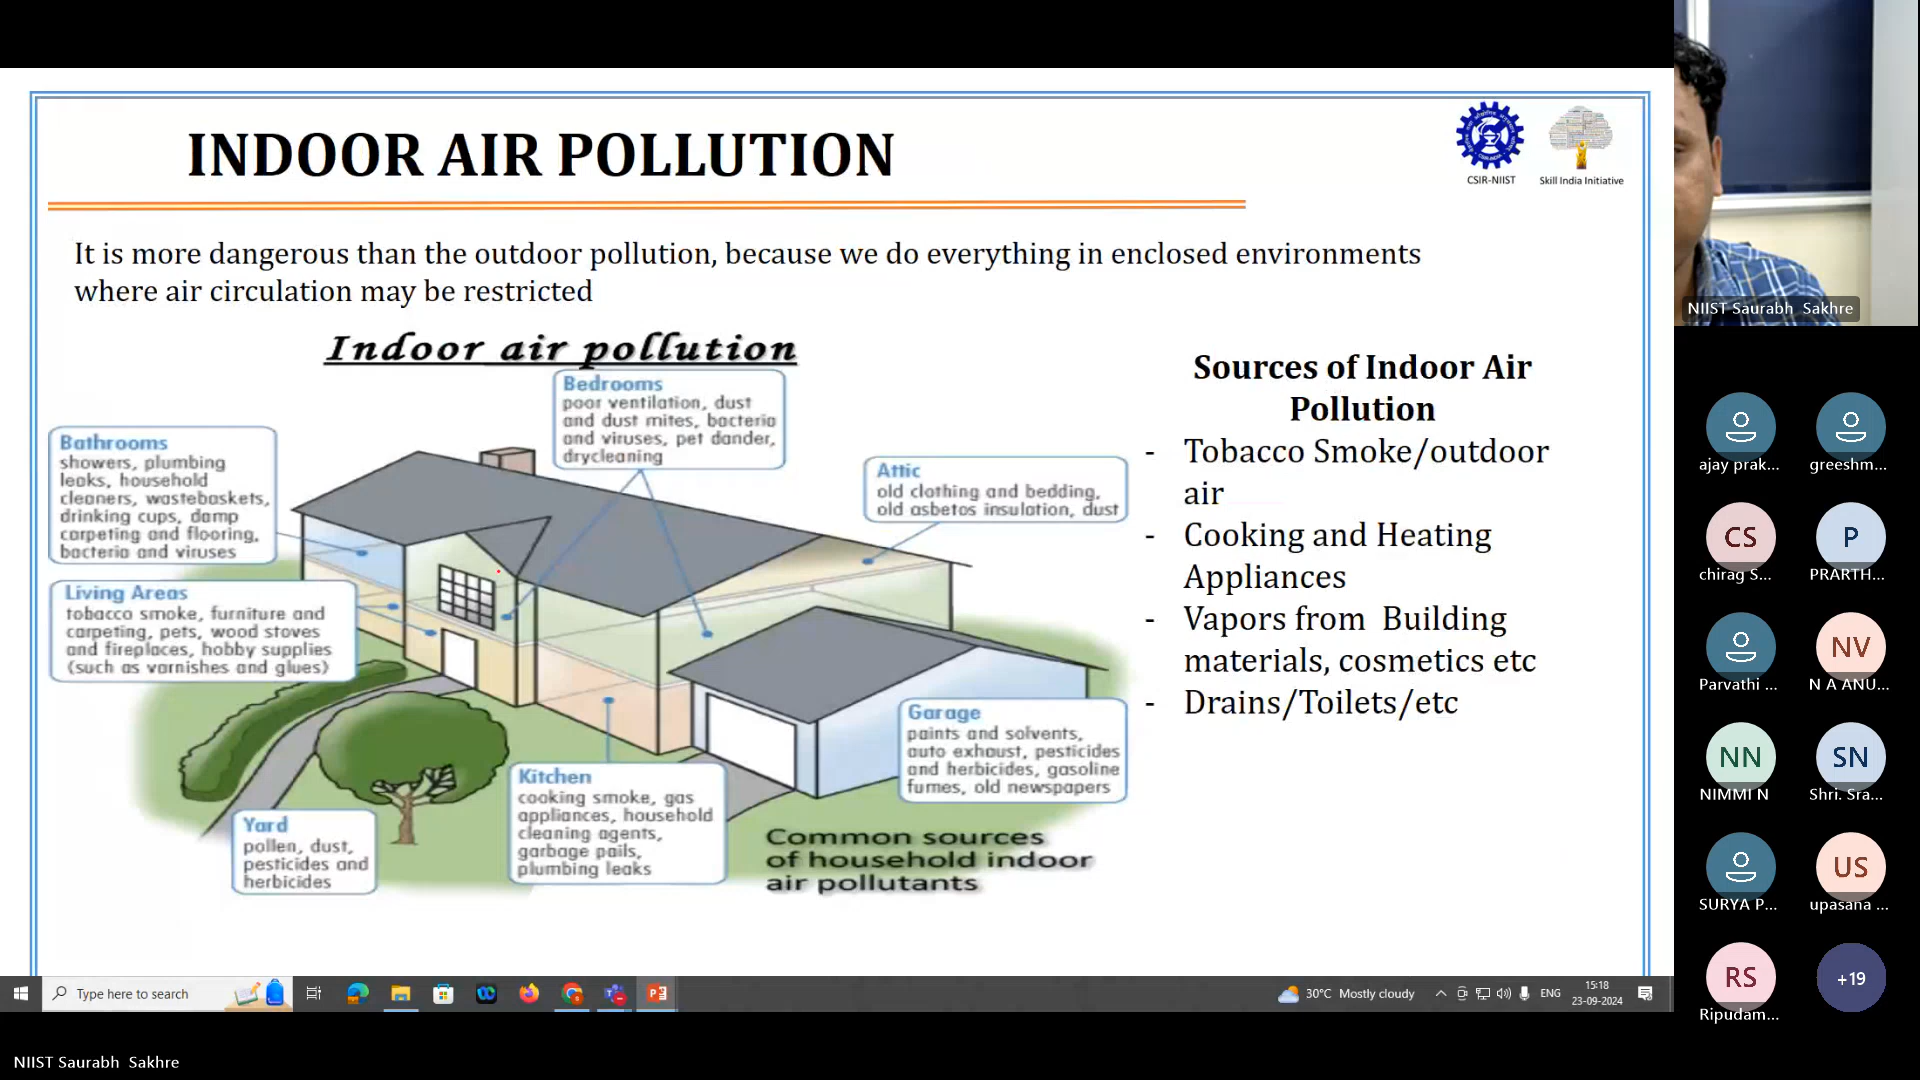 INDOOR AIR POLLUTION
CSIR-NIIST
Skill India Initiative
It is more dangerous than the outdoor pollution, because we do everything in enclosed environments
where air circulation may be restricted
Indoor air pollution
Bedrooms
poor ventilation, dust
and dust mites, bacteria
and viruses, pet dander,
drycleaning
Bathrooms
showers, plumbing
leaks, household
cleaners, wastebaskets,
drinking cups, damp
carpeting and flooring,
bacteria and viruses
Attic
old clothing and bedding,
old asbetos insulation, dust
Living Areas
tobacco smoke, furniture and
carpeting, pets, wood stoves
and fireplaces, hobby supplies
(such as varnishes and glues)
Garage
paints and solvents,
auto exhaust, pesticides
and herbicides, gasoline
fumes, old newspapers
Kitchen
cooking smoke, gas
appliances, household
cleaning agents,
garbage pails,
plumbing leaks
Yard
pollen, dust,
pesticides and
herbicides
Common sources
of household indoor
air pollutants
Sources of Indoor Air
Pollution
- Tobacco Smoke/outdoor
air
- Cooking and Heating
Appliances
- Vapors from Building
materials, cosmetics etc
- Drains/Toilets/etc
NIIST Saurabh Sakhre
ajay prak...
greeshm...
CS
chirag S...
P
PRARTH...
Parvathi ...
NV
N A ANU...
NN
NIMMI N
SN
Shri. Sra...
SURYA P...
US
upasana ...
RS
Ripudam...
+19
Type here to search
30°C Mostly cloudy
ENG
15:18
23-09-2024
NIIST Saurabh Sakhre